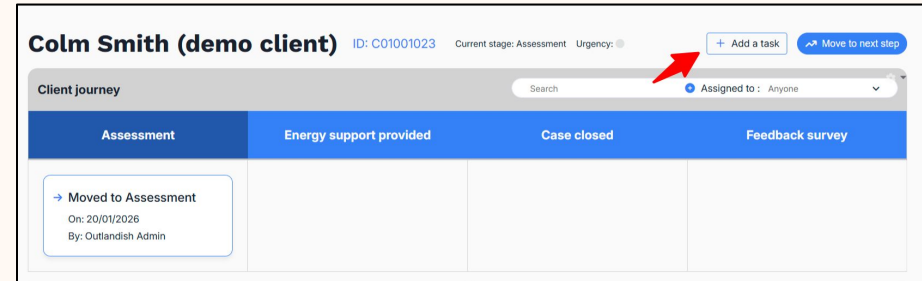 Colm Smith (demo client) ID: C01001023 Current stage: Assessment Urgency: + Add a task Move to next step
Client journey Search Assigned to : Anyone
Assessment Energy support provided Case closed Feedback survey
→ Moved to Assessment
On: 20/01/2026
By: Outlandish Admin